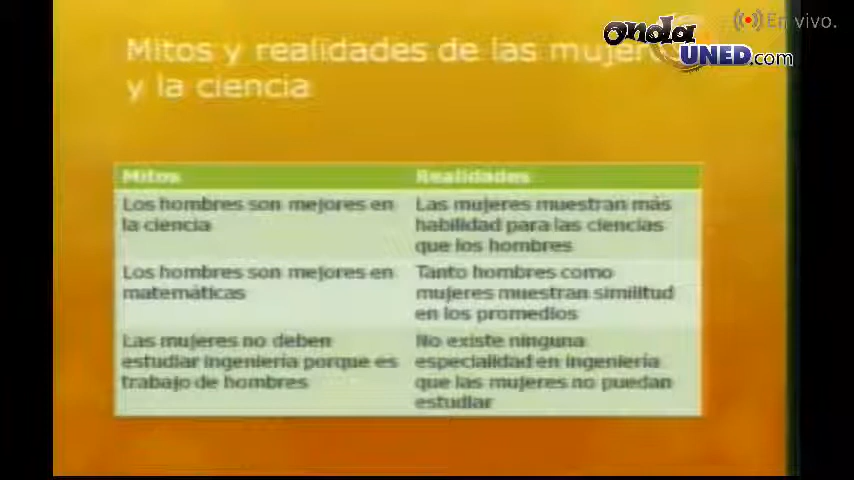 Mitos y realidades de las mujer
y la ciencia
onda
UNED.com
En vivo.
Mitos
Realidades
Los hombres son mejores en
la ciencia
Las mujeres muestran más
habilidad para las ciencias
que los hombres
Los hombres son mejores en
matemáticas
Tanto hombres como
mujeres muestran similitud
en los promedios
Las mujeres no deben
estudiar ingeniería porque es
trabajo de hombres
No existe ninguna
especialidad en ingeniería
que las mujeres no puedan
estudiar